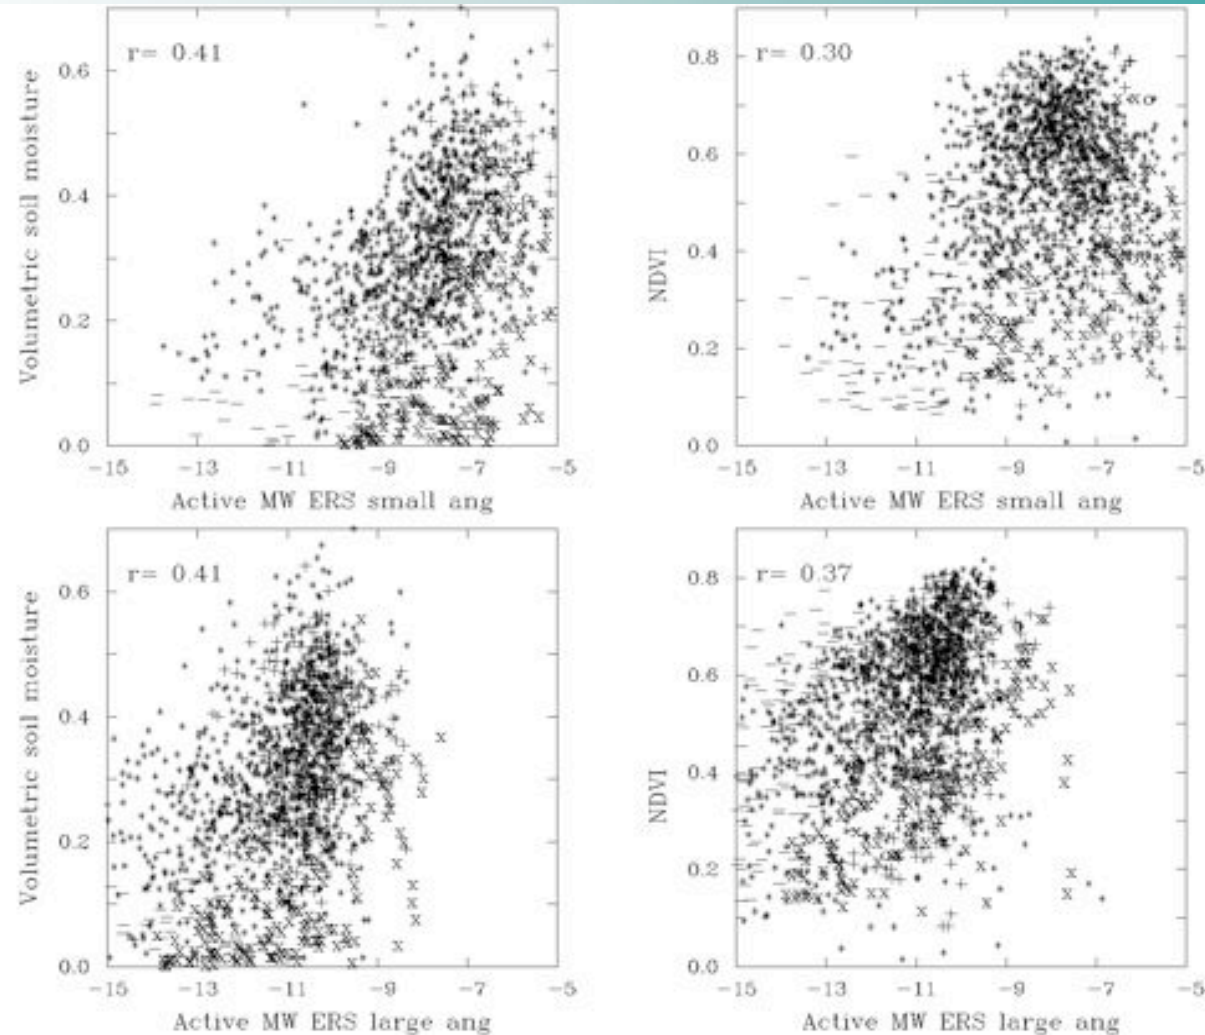 r= 0.41
Volumetric soil moisture
0.6
0.4
0.2
0.0
-15 -13 -11 -9 -7 -5
Active MW ERS small ang
r= 0.30
NDVI
0.8
0.6
0.4
0.2
0.0
-15 -13 -11 -9 -7 -5
Active MW ERS small ang
r= 0.41
Volumetric soil moisture
0.6
0.4
0.2
0.0
-15 -13 -11 -9 -7 -5
Active MW ERS large ang
r= 0.37
NDVI
0.8
0.6
0.4
0.2
0.0
-15 -13 -11 -9 -7 -5
Active MW ERS large ang